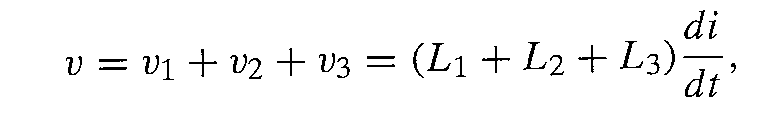 v = v₁ + v₂ + v₃ = (L₁ + L₂ + L₃) di/dt,